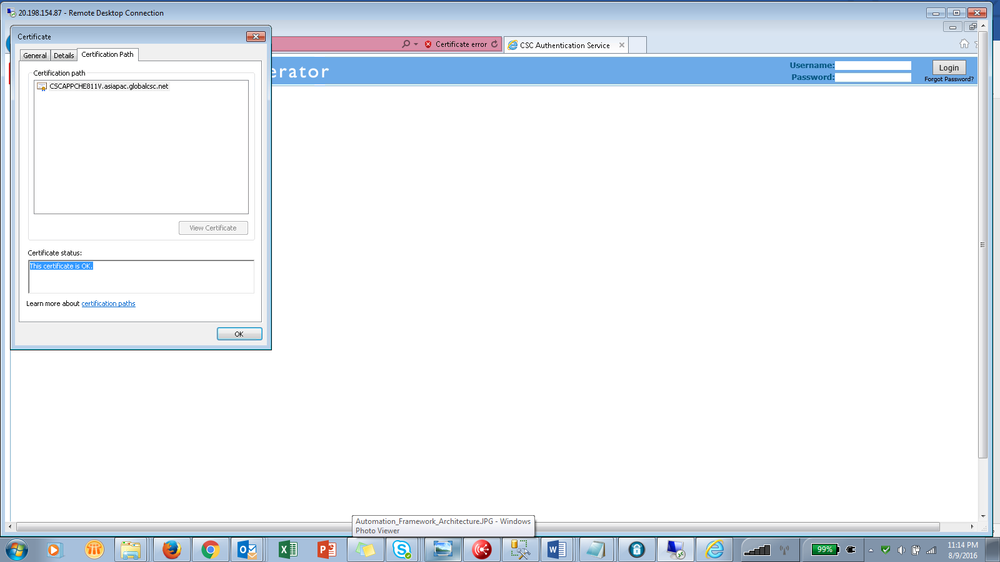 20.198.154.87 - Remote Desktop Connection
Certificate
General
Details
Certification Path
Certification path
CSCAPPCHE811V.asiapac.globalcsc.net
View Certificate
Certificate status:
This certificate is OK.
Learn more about certification paths
OK
Certificate error
CSC Authentication Service
erator
Username:
Login
Password:
Forgot Password?
Automation_Framework_Architecture.JPG - Windows
Photo Viewer
99%
11:14 PM
8/9/2016